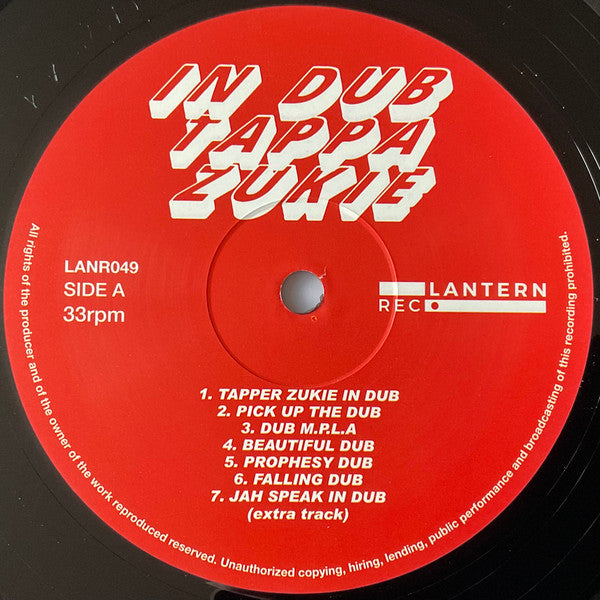 IN DUB
TAPPA
ZUKIE
LANR049
SIDE A
33rpm
LANTERN
REC
1. TAPPER ZUKIE IN DUB
2. PICK UP THE DUB
3. DUB M.P.L.A
4. BEAUTIFUL DUB
5. PROPHESY DUB
6. FALLING DUB
7. JAH SPEAK IN DUB
(extra track)
All rights of the producer and of the owner of the work reproduced reserved. Unauthorized copying, hiring, lending, public performance and broadcasting of this recording prohibited.